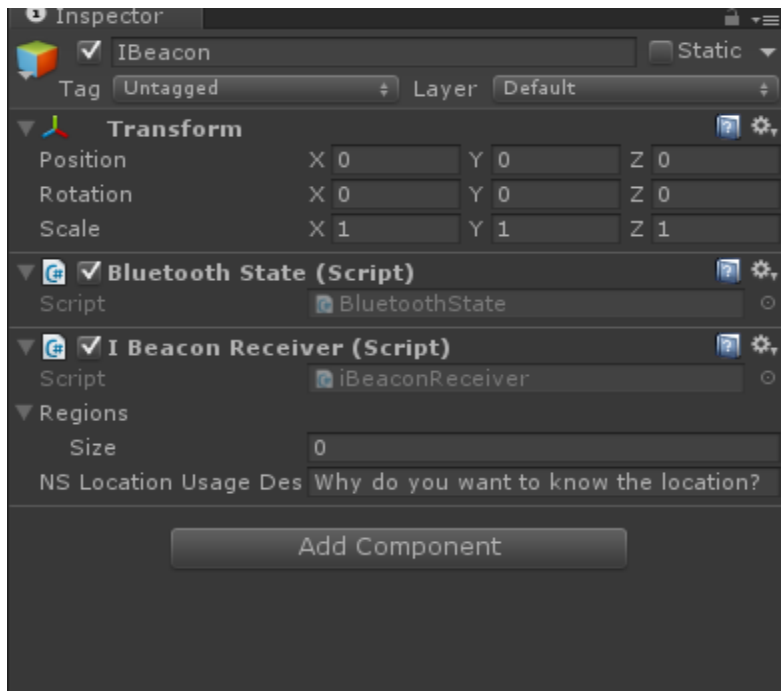 Inspector
IBeacon Static
Tag Untagged Layer Default
Transform
Position X 0 Y 0 Z 0
Rotation X 0 Y 0 Z 0
Scale X 1 Y 1 Z 1
Bluetooth State (Script)
Script BluetoothState
I Beacon Receiver (Script)
Script iBeaconReceiver
Regions
Size 0
NS Location Usage Des Why do you want to know the location?
Add Component